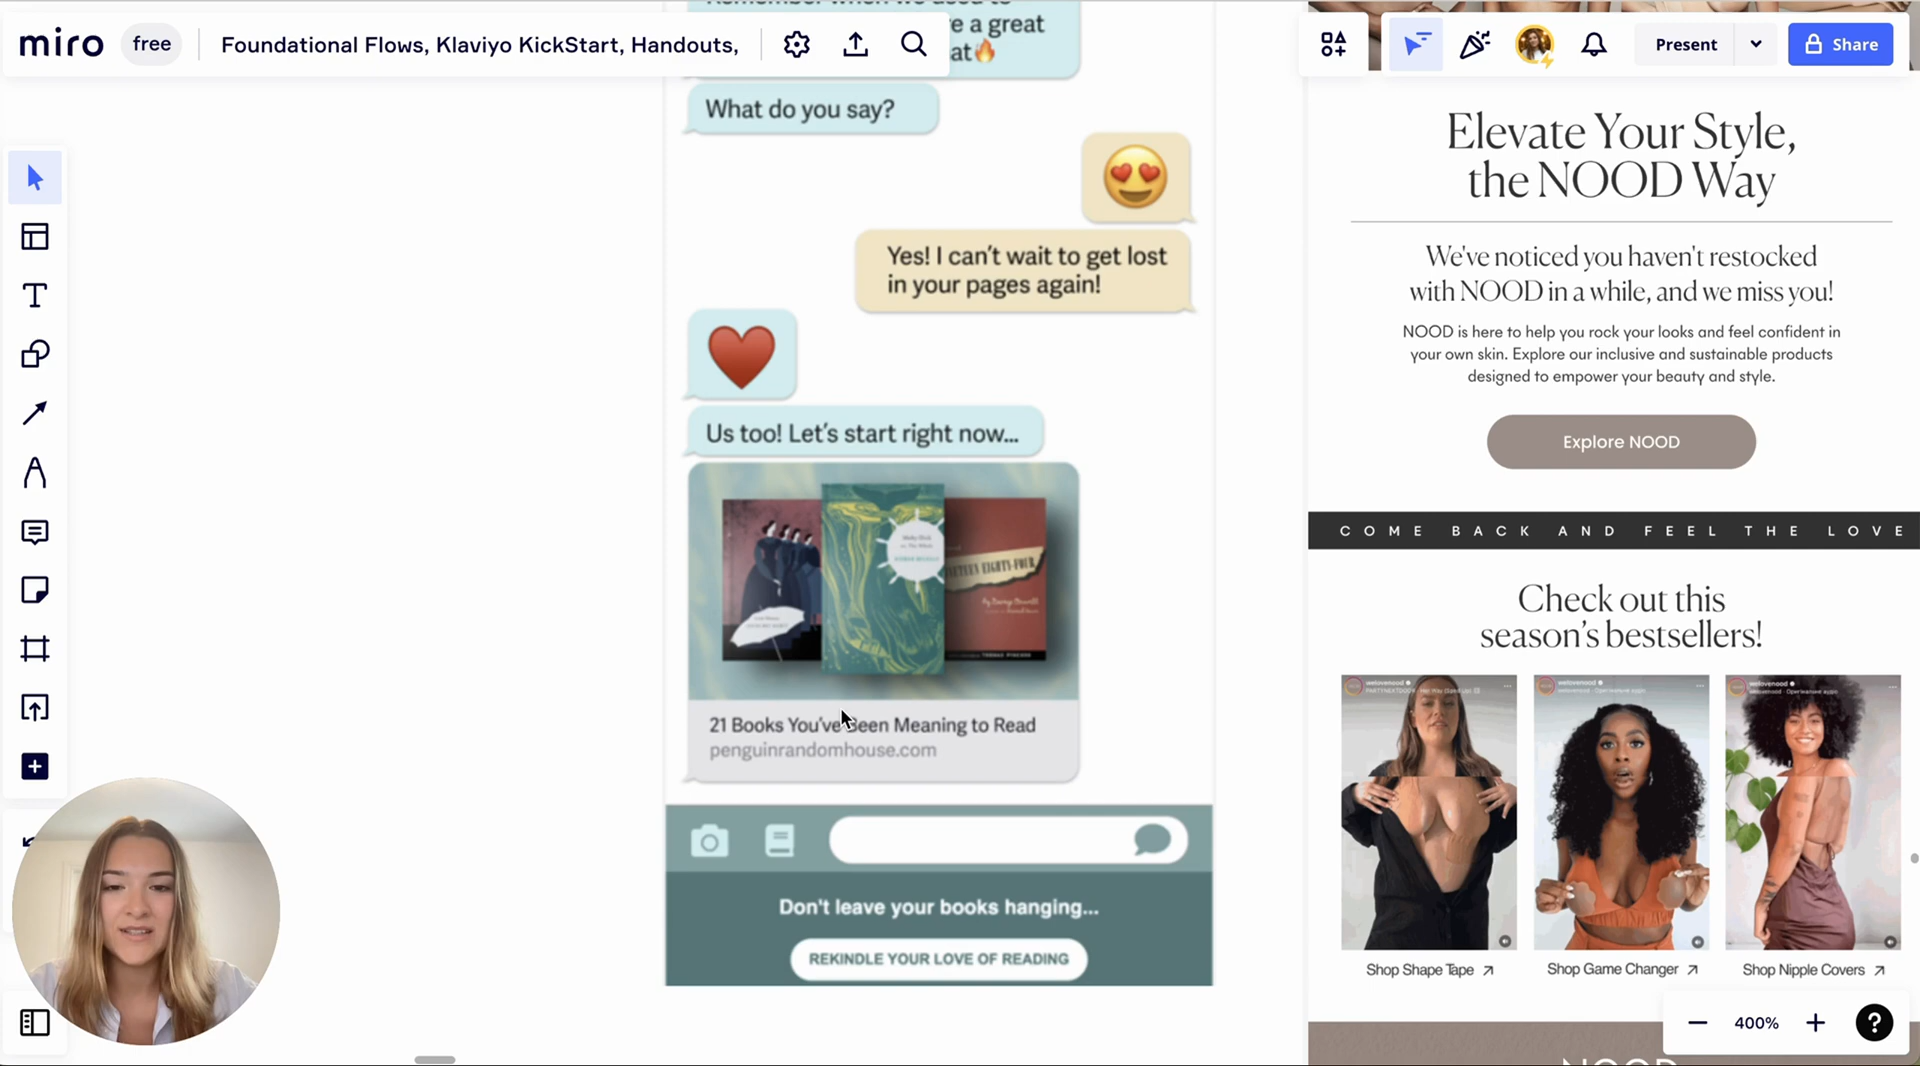 miro
free
Foundational Flows, Klaviyo KickStart, Handouts,
Present
Share
e a great
at🔥
What do you say?
😍
Yes! I can't wait to get lost
in your pages again!
❤️
Us too! Let's start right now...
21 Books You've Been Meaning to Read
penguinrandomhouse.com
Don't leave your books hanging...
REKINDLE YOUR LOVE OF READING
Elevate Your Style,
the NOOD Way
We've noticed you haven't restocked
with NOOD in a while, and we miss you!
NOOD is here to help you rock your looks and feel confident in
your own skin. Explore our inclusive and sustainable products
designed to empower your beauty and style.
Explore NOOD
COME BACK AND FEEL THE LOVE
Check out this
season's bestsellers!
welovenood
welovenood
welovenood
Shop Shape Tape ↗
Shop Game Changer ↗
Shop Nipple Covers ↗
400%